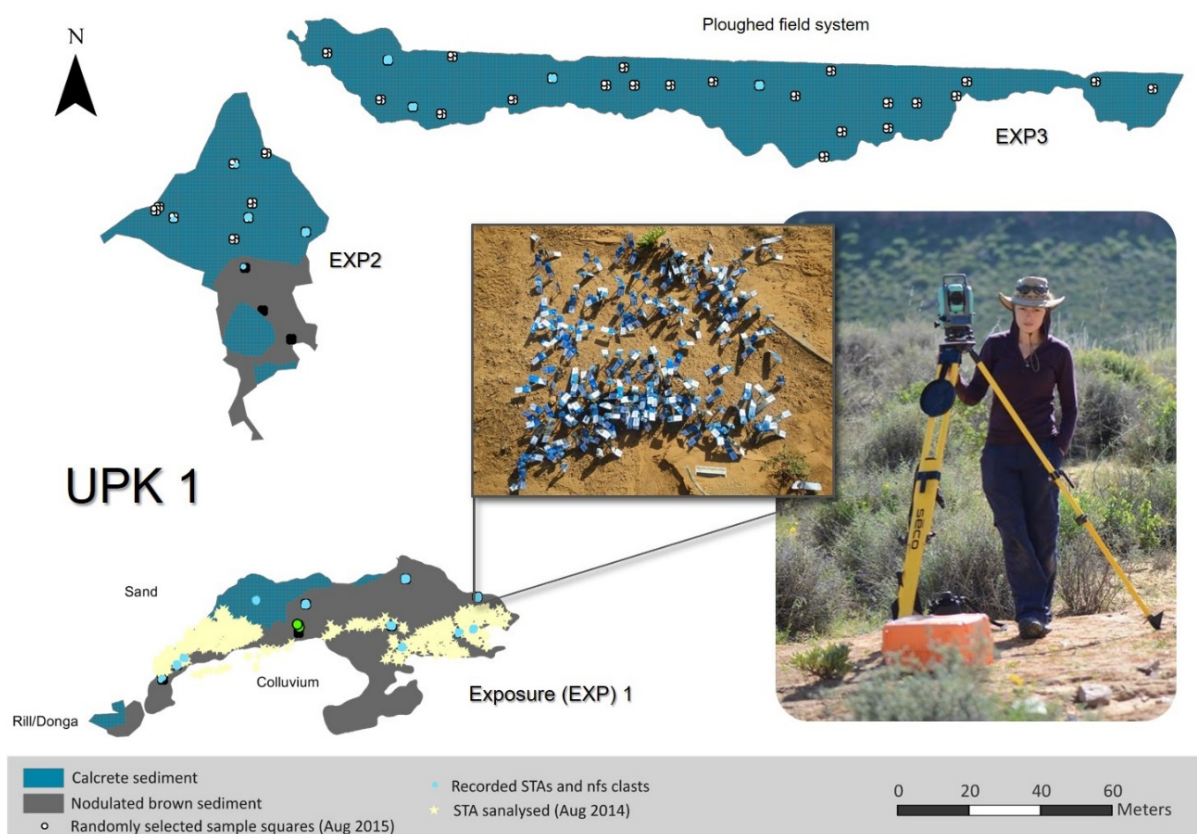 N
Ploughed field system
EXP3
EXP2
UPK 1
seco
Sand
Colluvium
Exposure (EXP) 1
Rill/Donga
Calcrete sediment
Nodulated brown sediment
Randomly selected sample squares (Aug 2015)
Recorded STAs and nfs clasts
STA sanalysed (Aug 2014)
0 20 40 60
Meters